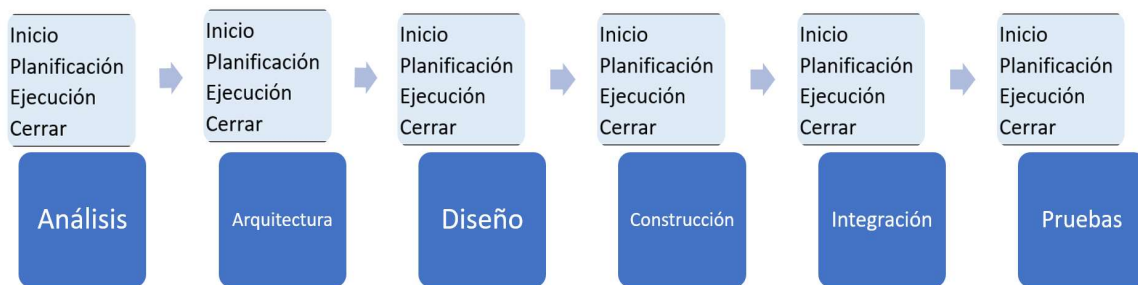 Inicio
Planificación
Ejecución
Cerrar
Inicio
Planificación
Ejecución
Cerrar
Inicio
Planificación
Ejecución
Cerrar
Inicio
Planificación
Ejecución
Cerrar
Inicio
Planificación
Ejecución
Cerrar
Inicio
Planificación
Ejecución
Cerrar
Análisis
Arquitectura
Diseño
Construcción
Integración
Pruebas